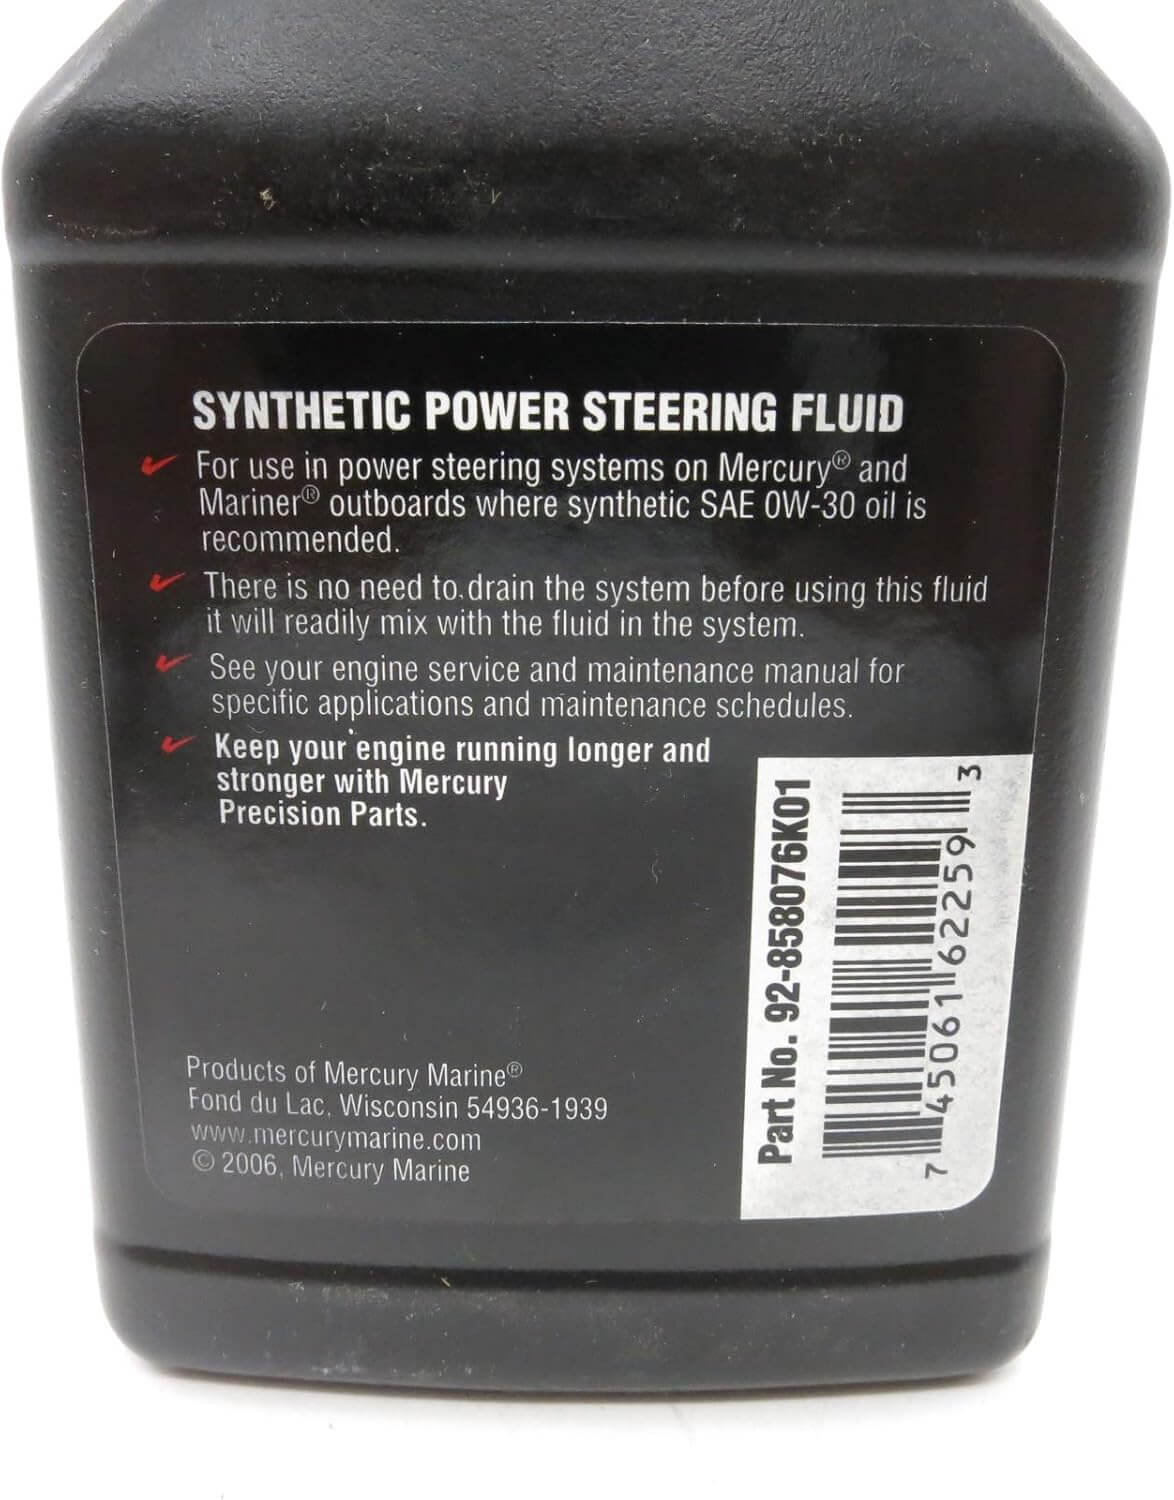 SYNTHETIC POWER STEERING FLUID
For use in power steering systems on Mercury® and
Mariner® outboards where synthetic SAE 0W-30 oil is
recommended.
There is no need to drain the system before using this fluid
it will readily mix with the fluid in the system.
See your engine service and maintenance manual for
specific applications and maintenance schedules.
Keep your engine running longer and
stronger with Mercury
Precision Parts.
Products of Mercury Marine®
Fond du Lac, Wisconsin 54936-1939
www.mercurymarine.com
© 2006, Mercury Marine
Part No. 92-858076K01
7 45061 62259 3